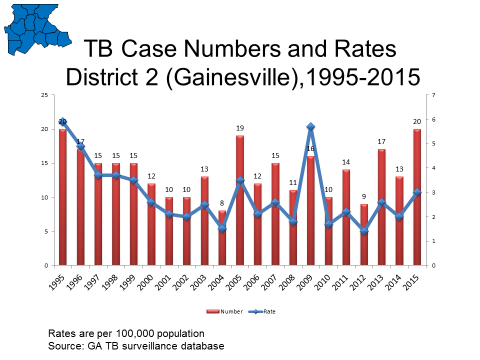 TB Case Numbers and Rates
District 2 (Gainesville),1995-2015
25
20
15
10
5
0
7
6
5
4
3
2
1
0
20 17 15 15 15 12 10 10 13 8 19 12 15 11 16 10 14 9 17 13 20
1995 1996 1997 1998 1999 2000 2001 2002 2003 2004 2005 2006 2007 2008 2009 2010 2011 2012 2013 2014 2015
Number Rate
Rates are per 100,000 population
Source: GA TB surveillance database